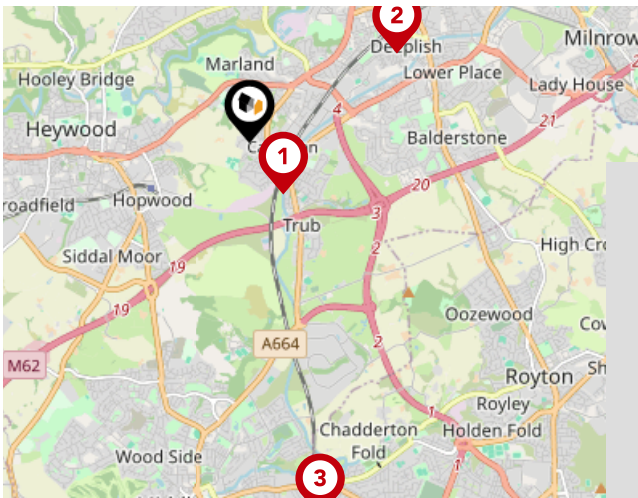 2
Deeplish
Milnrow
Marland
Lower Place
Hooley Bridge
Lady House
4
21
Heywood
Balderstone
1
20
Hopwood
3
Trub
2
High Cro
Siddal Moor
19
19
Oozewood
A664
Cow
2
M62
Royton
Sh
Royley
1
Chadderton
Fold
Holden Fold
Wood Side
1
3